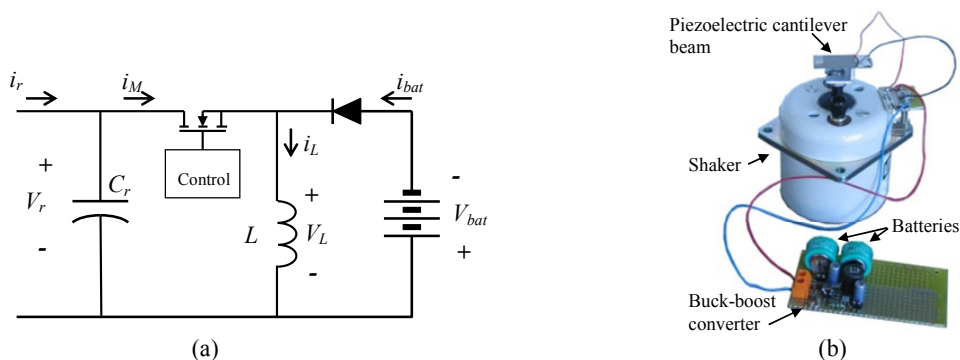 Piezoelectric cantilever
beam
i_r
i_M
i_bat
i_L
Control
Shaker
+
V_r
-
C_r
L
+
V_L
-
-
V_bat
+
Batteries
Buck-boost
converter
(a)
(b)